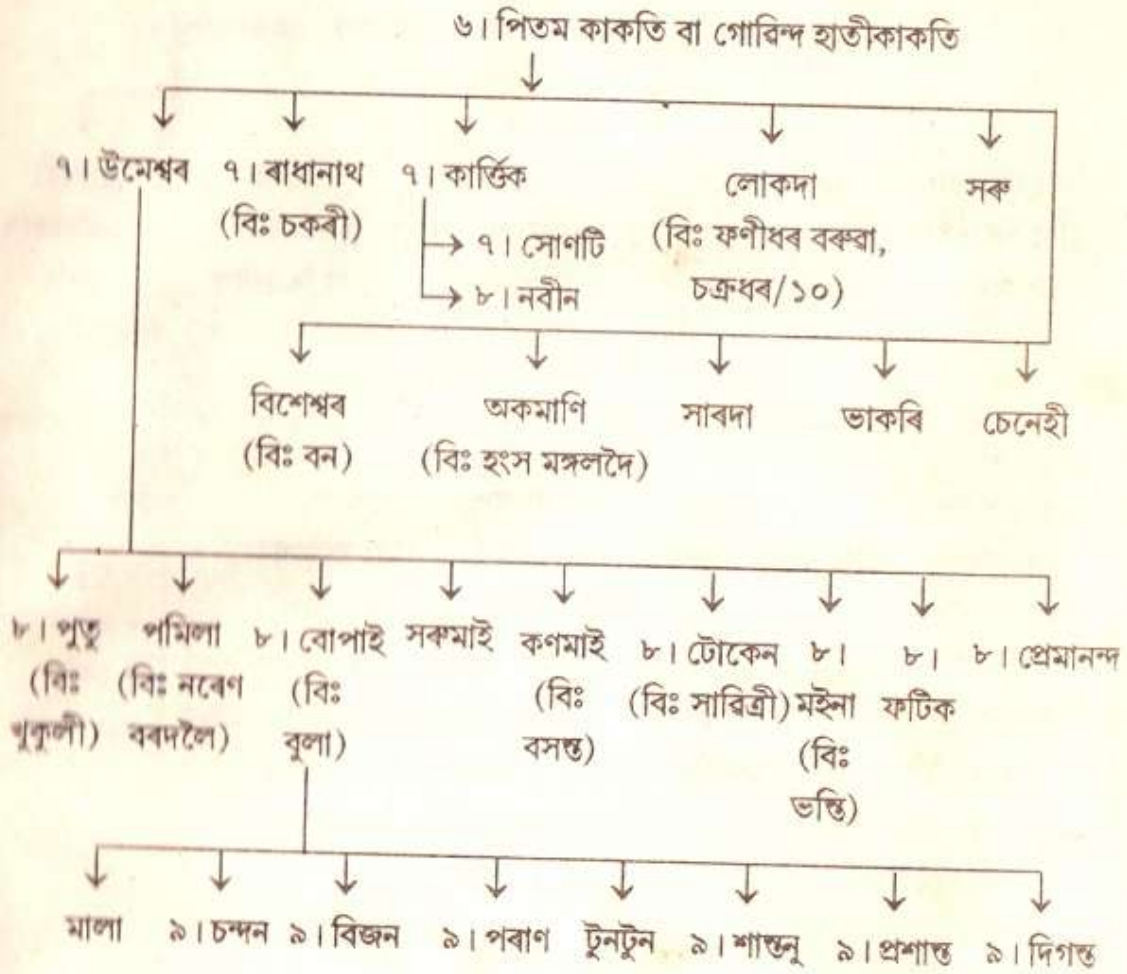 ৬। পিতম কাকতি বা গোৱিন্দ হাতীকাকতি
৭। উমেশ্বৰ ৭। ৰাধানাথ ৭। কাৰ্ত্তিক লোকদা সৰু
(বিঃ চকৰী) ৭। সোণটি (বিঃ ফণীধৰ বৰুৱা,
৮। নবীন চক্ৰধৰ/১০)
বিশেশ্বৰ অকমাণি সাৰদা ভাকৰি চেনেহী
(বিঃ বন) (বিঃ হংস মঙ্গলদৈ)
৮। পুতু পমিলা ৮। বোপাই সৰুমাই কণমাই ৮। টোকেন ৮। ৮। ৮। প্ৰেমানন্দ
(বিঃ (বিঃ নৰেণ (বিঃ (বিঃ (বিঃ সাৱিত্ৰী) মইনা ফটিক
খুকুলী) বৰদলৈ) বুলা) বসন্ত) (বিঃ
ভন্তি)
মালা ৯। চন্দন ৯। বিজন ৯। পৰাণ টুনটুন ৯। শান্তনু ৯। প্ৰশান্ত ৯। দিগন্ত